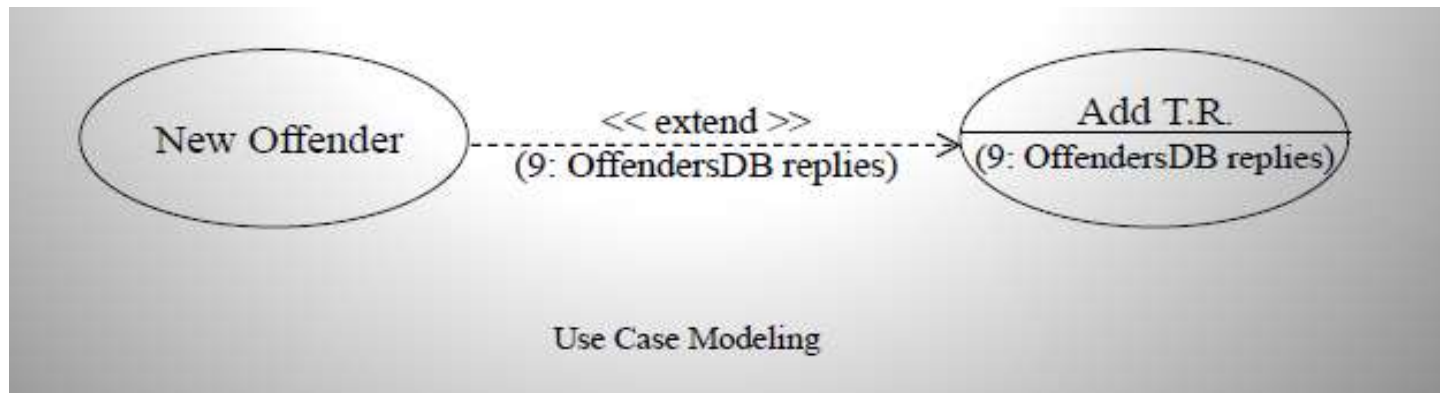 New Offender
<< extend >>
(9: OffendersDB replies)
Add T.R.
(9: OffendersDB replies)
Use Case Modeling